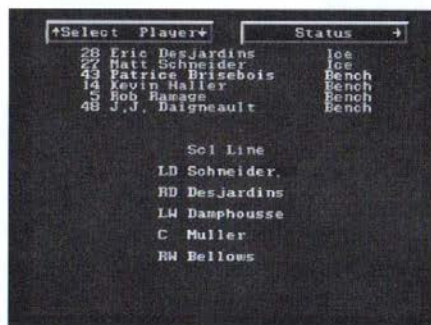 ↑Select Player↓ Status →
28 Eric Desjardins Ice
27 Matt Schneider Ice
43 Patrice Brisebois Bench
14 Kevin Haller Bench
5 Rob Ramage Bench
48 J.J. Daigneault Bench
Sc1 Line
LD Schneider.
RD Desjardins
LW Damphousse
C Muller
RW Bellows